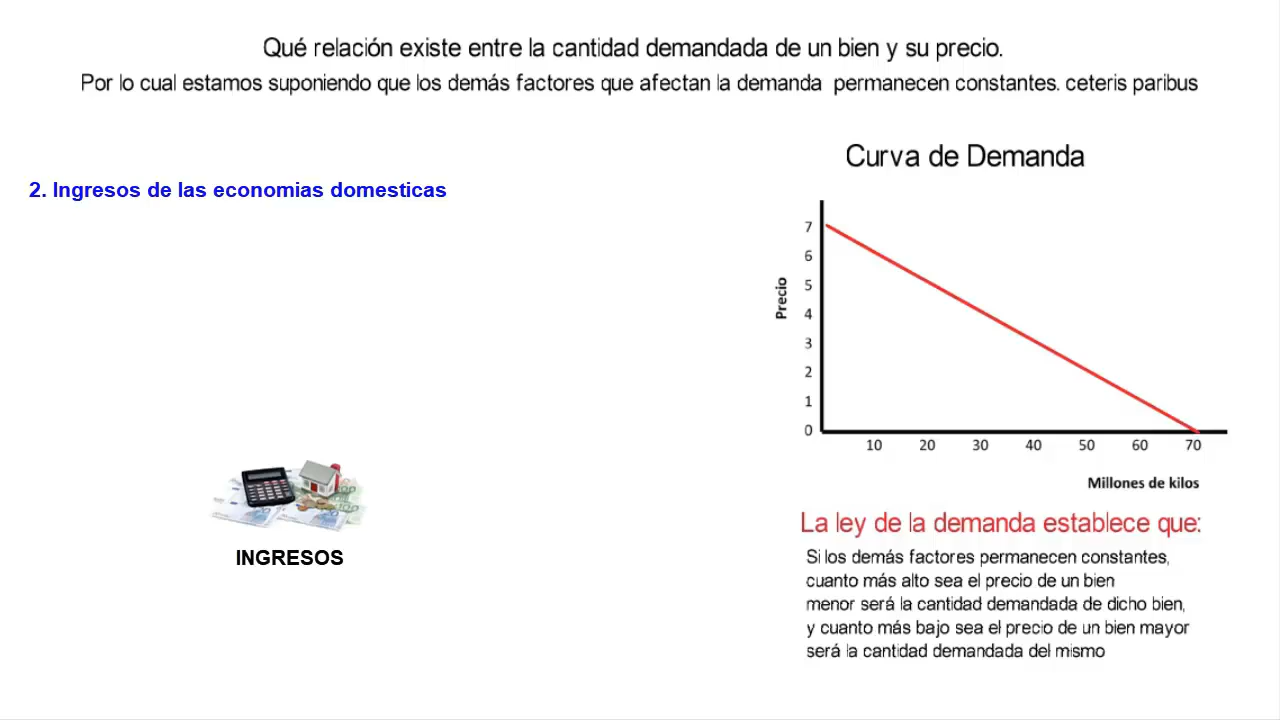 Qué relación existe entre la cantidad demandada de un bien y su precio.
Por lo cual estamos suponiendo que los demás factores que afectan la demanda permanecen constantes. ceteris paribus
2. Ingresos de las economias domesticas
INGRESOS
Curva de Demanda
Precio
7
6
5
4
3
2
1
0
10 20 30 40 50 60 70
Millones de kilos
La ley de la demanda establece que:
Si los demás factores permanecen constantes,
cuanto más alto sea el precio de un bien
menor será la cantidad demandada de dicho bien,
y cuanto más bajo sea el precio de un bien mayor
será la cantidad demandada del mismo